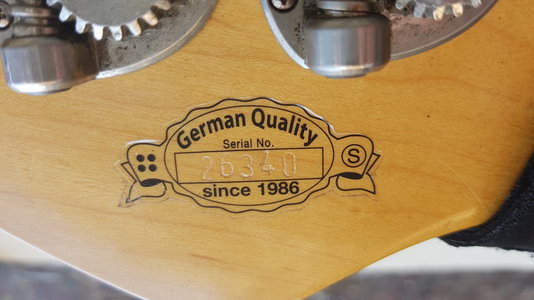 German Quality
Serial No.
26340
since 1986
S